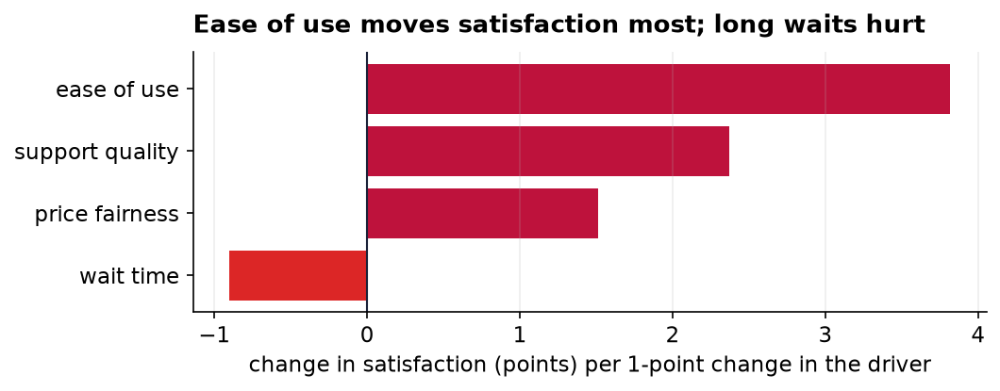 Ease of use moves satisfaction most; long waits hurt
ease of use
support quality
price fairness
wait time
−1 0 1 2 3 4
change in satisfaction (points) per 1-point change in the driver